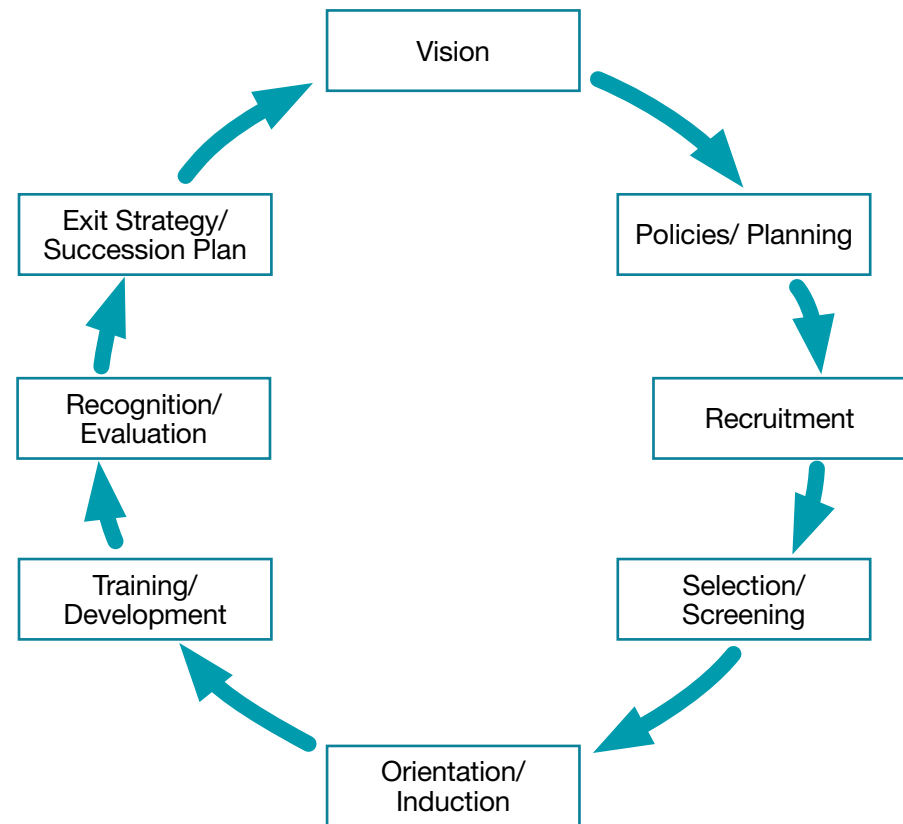 Vision
Policies/ Planning
Recruitment
Selection/
Screening
Orientation/
Induction
Training/
Development
Recognition/
Evaluation
Exit Strategy/
Succession Plan